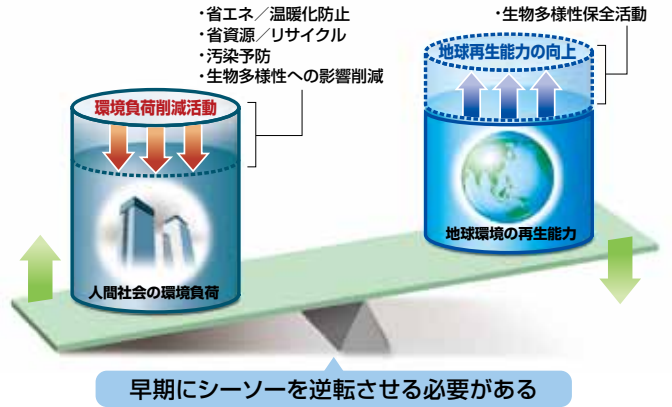 ・省エネ／温暖化防止
・省資源／リサイクル
・汚染予防
・生物多様性への影響削減
・生物多様性保全活動
環境負荷削減活動
地球再生能力の向上
人間社会の環境負荷
地球環境の再生能力
早期にシーソーを逆転させる必要がある